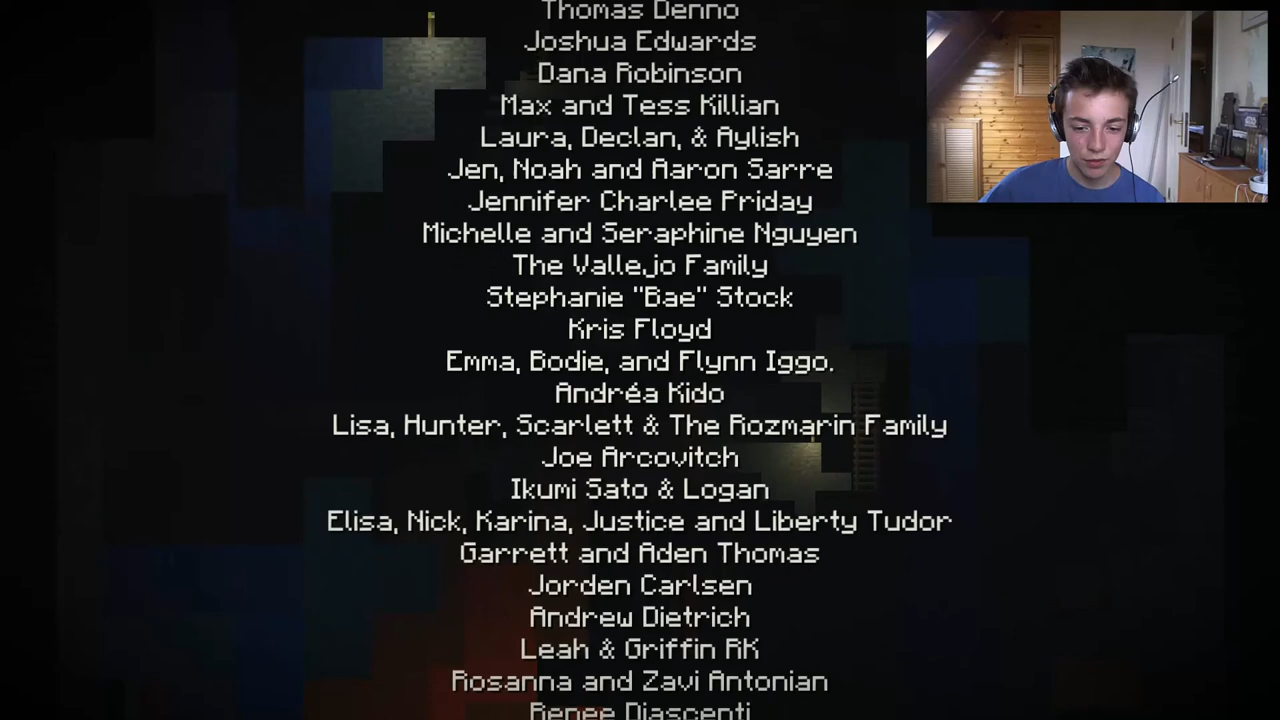 Thomas Denno
Joshua Edwards
Dana Robinson
Max and Tess Killian
Laura, Declan, & Aylish
Jen, Noah and Aaron Sarre
Jennifer Charlee Priday
Michelle and Seraphine Nguyen
The Vallejo Family
Stephanie "Bae" Stock
Kris Floyd
Emma, Bodie, and Flynn Iggo.
Andréa Kido
Lisa, Hunter, Scarlett & The Rozmarin Family
Joe Arcovitch
Ikumi Sato & Logan
Elisa, Nick, Karina, Justice and Liberty Tudor
Garrett and Aden Thomas
Jorden Carlsen
Andrew Dietrich
Leah & Griffin RK
Rosanna and Zavi Antonian
Renee Diascenti